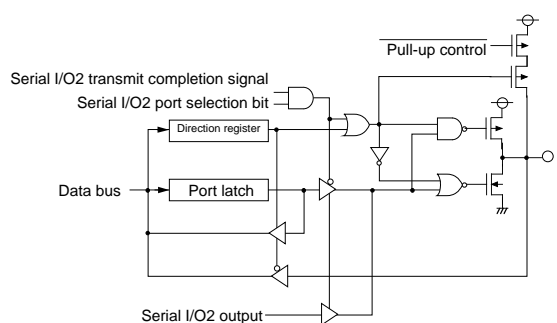 Pull-up control
Serial I/O2 transmit completion signal
Serial I/O2 port selection bit
Direction register
Data bus
Port latch
Serial I/O2 output